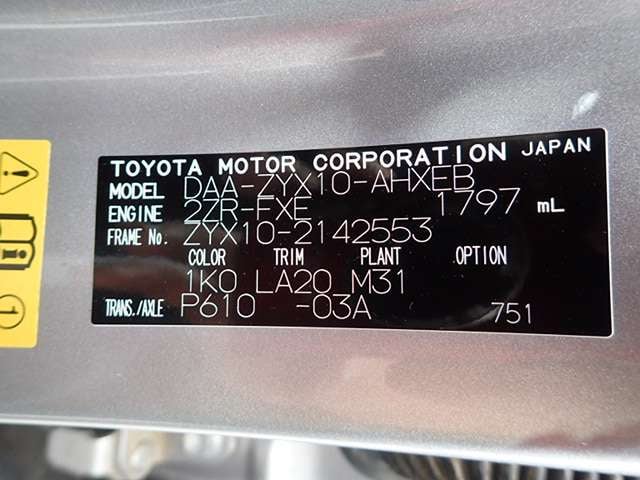 TOYOTA MOTOR CORPORATION JAPAN
MODEL DAA-ZYX10-AHXEB
ENGINE 2ZR-FXE 1797 mL
FRAME No. ZYX10-2142553
COLOR TRIM PLANT OPTION
1K0 LA20 M31
TRANS./AXLE P610 -03A 751
1